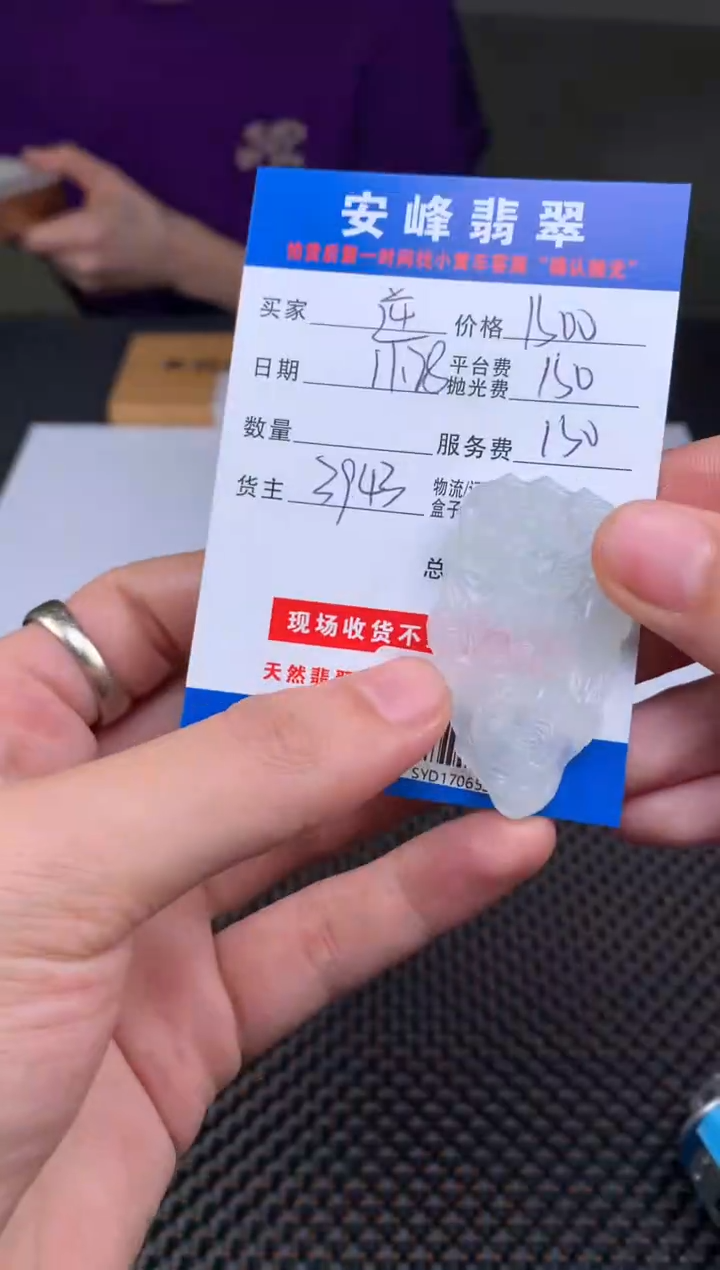 安峰翡翠
买家 价格 1500
日期 11.28 平台费 抛光费 150
数量 服务费 150
货主 3943 物流/ 盒子
总
现场收货不
天然翡
SYD17065